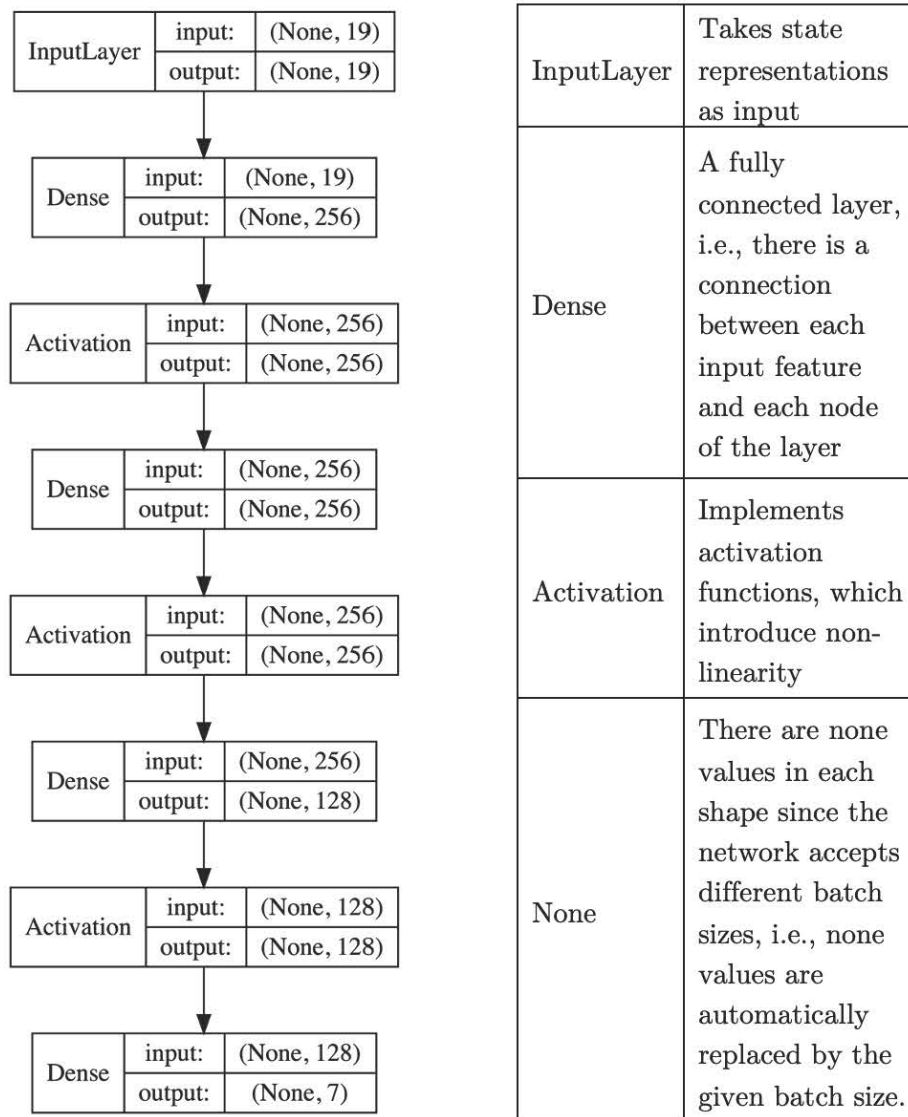 InputLayer
input: (None, 19)
output: (None, 19)
Dense
input: (None, 19)
output: (None, 256)
Activation
input: (None, 256)
output: (None, 256)
Dense
input: (None, 256)
output: (None, 256)
Activation
input: (None, 256)
output: (None, 256)
Dense
input: (None, 256)
output: (None, 128)
Activation
input: (None, 128)
output: (None, 128)
Dense
input: (None, 128)
output: (None, 7)
InputLayer
Takes state
representations
as input
Dense
A fully
connected layer,
i.e., there is a
connection
between each
input feature
and each node
of the layer
Activation
Implements
activation
functions, which
introduce non-
linearity
None
There are none
values in each
shape since the
network accepts
different batch
sizes, i.e., none
values are
automatically
replaced by the
given batch size.